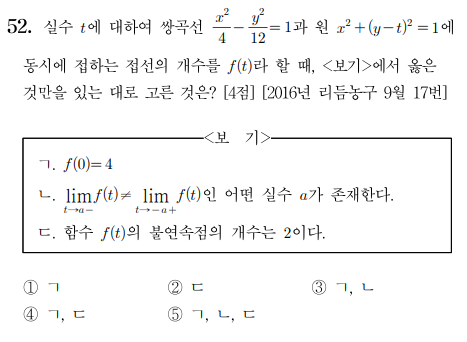 52. 실수 t에 대하여 쌍곡선 $\frac{x^2}{4}-\frac{y^2}{12}=1$과 원 $x^2+(y-t)^2=1$에
동시에 접하는 접선의 개수를 f(t)라 할 때, <보기>에서 옳은
것만을 있는 대로 고른 것은? [4점] [2016년 리듬농구 9월 17번]
<보 기>
ㄱ. f(0)=4
ㄴ. $\lim_{t \to a-} f(t) \neq \lim_{t \to -a+} f(t)$인 어떤 실수 a가 존재한다.
ㄷ. 함수 f(t)의 불연속점의 개수는 2이다.
① ㄱ ② ㄷ ③ ㄱ, ㄴ
④ ㄱ, ㄷ ⑤ ㄱ, ㄴ, ㄷ